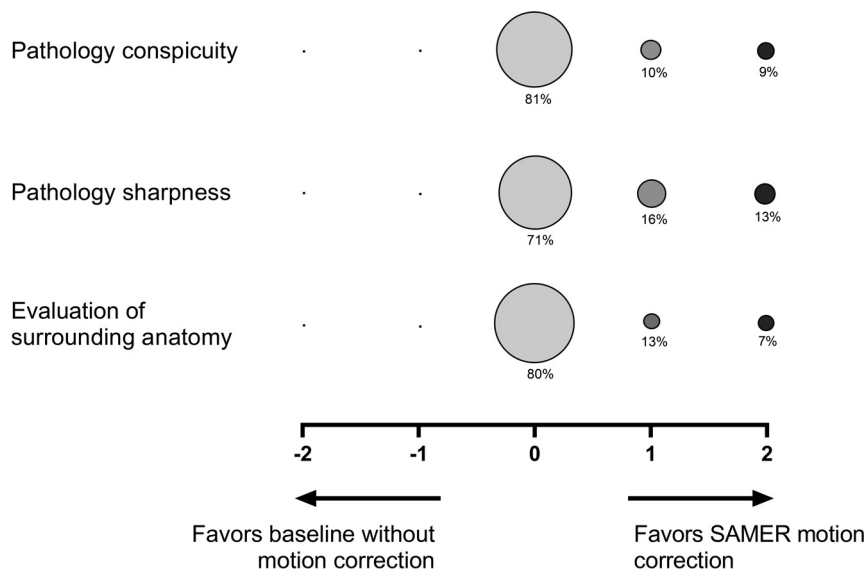 Pathology conspicuity
81%
10%
9%
Pathology sharpness
71%
16%
13%
Evaluation of
surrounding anatomy
80%
13%
7%
-2 -1 0 1 2
Favors baseline without
motion correction
Favors SAMER motion
correction